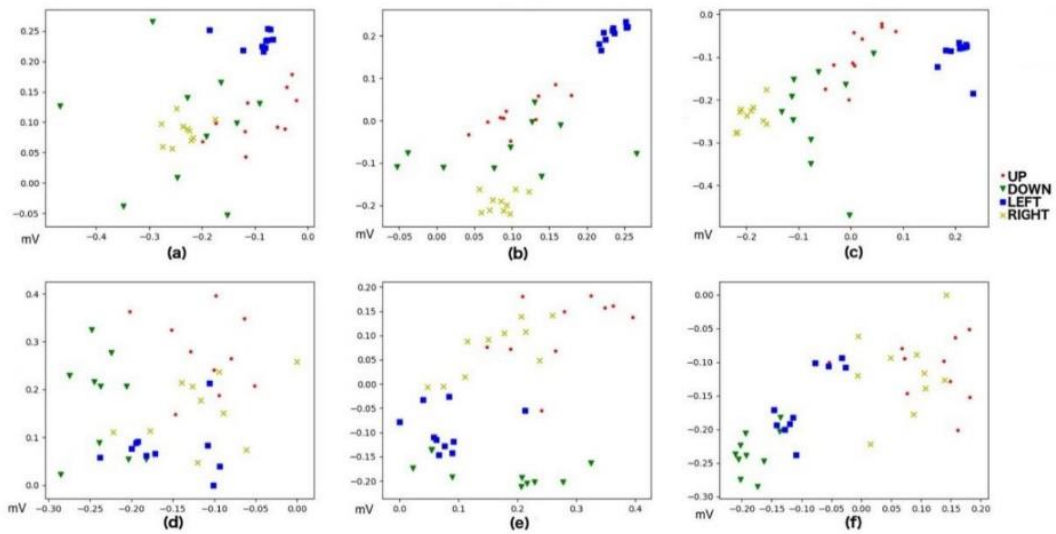 0.25
0.20
0.15
0.10
0.05
0.00
−0.05
mV
−0.4 −0.3 −0.2 −0.1 0.0
(a)
0.2
0.1
0.0
−0.1
−0.2
mV
−0.05 0.00 0.05 0.10 0.15 0.20 0.25
(b)
0.0
−0.1
−0.2
−0.3
−0.4
mV
−0.2 −0.1 0.0 0.1 0.2
(c)
UP
DOWN
LEFT
RIGHT
0.4
0.3
0.2
0.1
0.0
mV
−0.30 −0.25 −0.20 −0.15 −0.10 −0.05 0.00
(d)
0.20
0.15
0.10
0.05
0.00
−0.05
−0.10
−0.15
−0.20
mV
0.0 0.1 0.2 0.3 0.4
(e)
0.00
−0.05
−0.10
−0.15
−0.20
−0.25
−0.30
mV
−0.20 −0.15 −0.10 −0.05 0.00 0.05 0.10 0.15 0.20
(f)